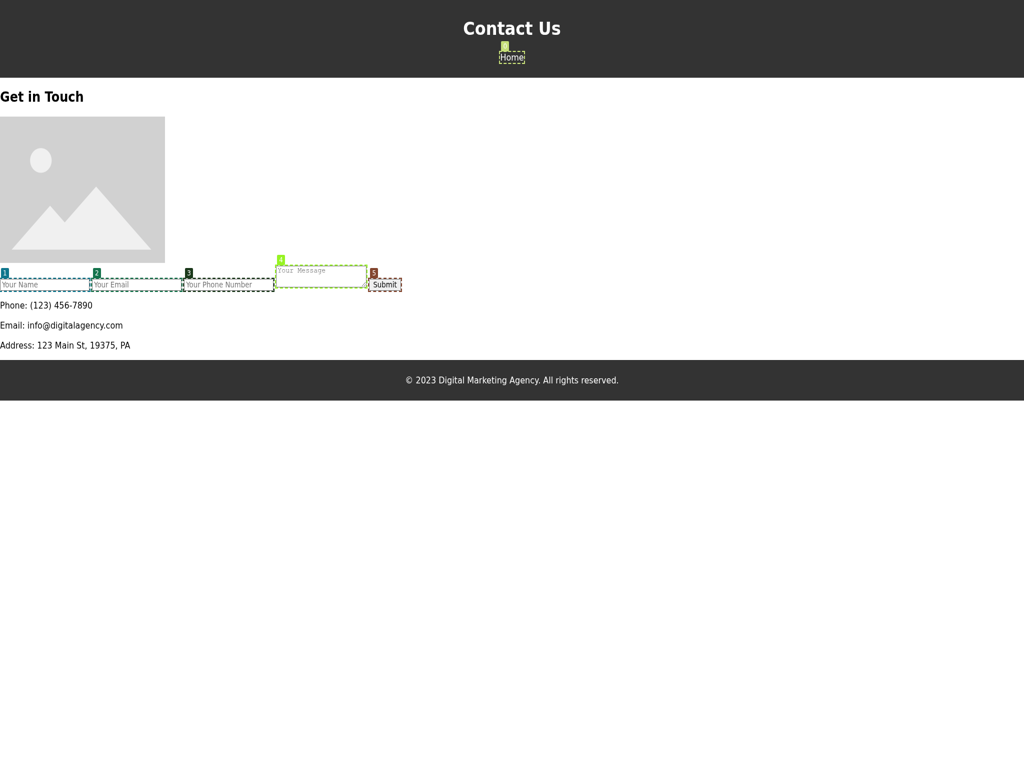 Contact Us
0
Home
Get in Touch
1 2 3 4 5
Your Name Your Email Your Phone Number Your Message Submit
Phone: (123) 456-7890
Email: info@digitalagency.com
Address: 123 Main St, 19375, PA
© 2023 Digital Marketing Agency. All rights reserved.